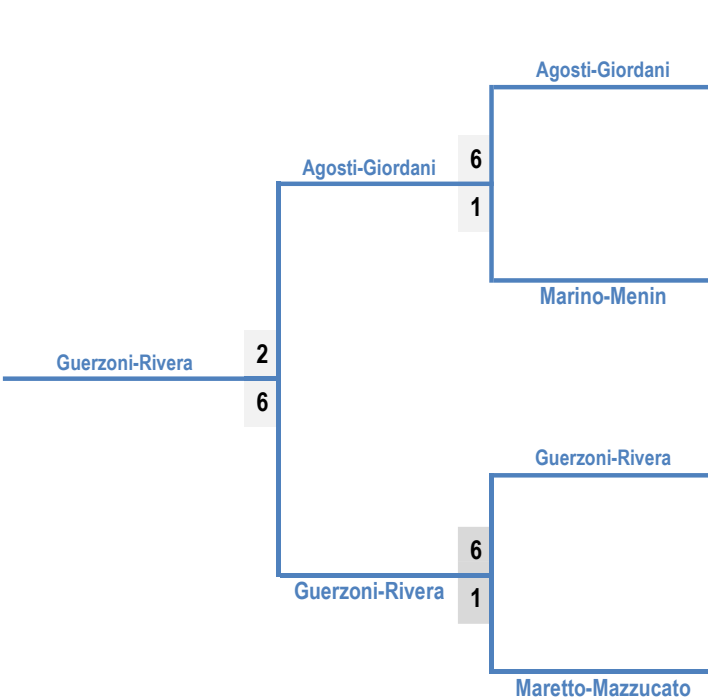 Agosti-Giordani
6
Agosti-Giordani
1
Marino-Menin
2
Guerzoni-Rivera
6
Guerzoni-Rivera
6
Guerzoni-Rivera
1
Maretto-Mazzucato